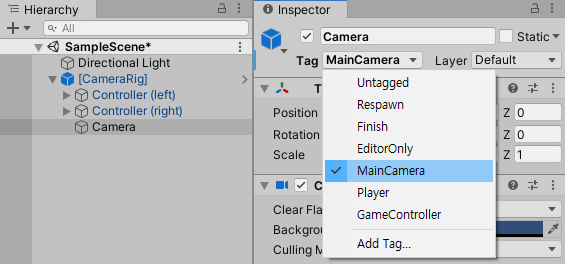 Hierarchy
All
SampleScene*
Directional Light
[CameraRig]
Controller (left)
Controller (right)
Camera
Inspector
Camera
Static
Tag MainCamera Layer Default
Untagged
Respawn
Finish
EditorOnly
MainCamera
Player
GameController
Add Tag...
T
Position Z 0
Rotation Z 0
Scale Z 1
C
Clear Fla
Backgrou
Culling M